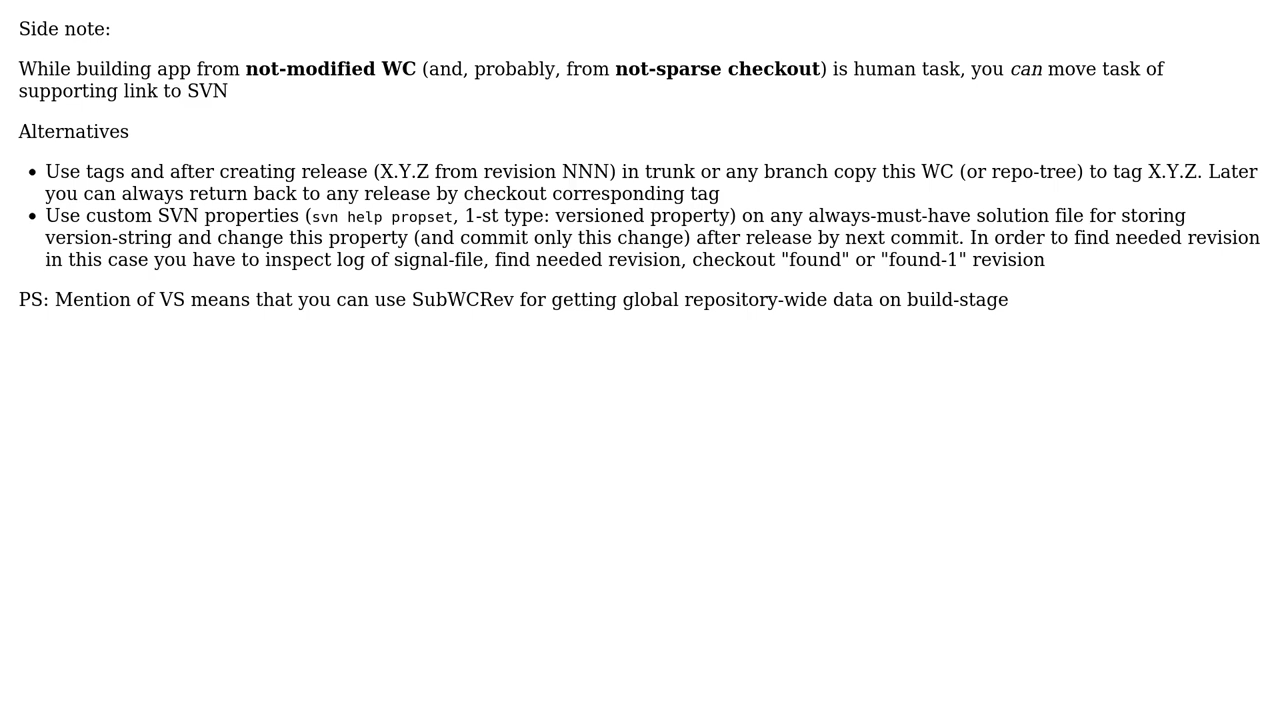 Side note:
While building app from not-modified WC (and, probably, from not-sparse checkout) is human task, you can move task of
supporting link to SVN
Alternatives
• Use tags and after creating release (X.Y.Z from revision NNN) in trunk or any branch copy this WC (or repo-tree) to tag X.Y.Z. Later
you can always return back to any release by checkout corresponding tag
• Use custom SVN properties (svn help propset, 1-st type: versioned property) on any always-must-have solution file for storing
version-string and change this property (and commit only this change) after release by next commit. In order to find needed revision
in this case you have to inspect log of signal-file, find needed revision, checkout "found" or "found-1" revision
PS: Mention of VS means that you can use SubWCRev for getting global repository-wide data on build-stage